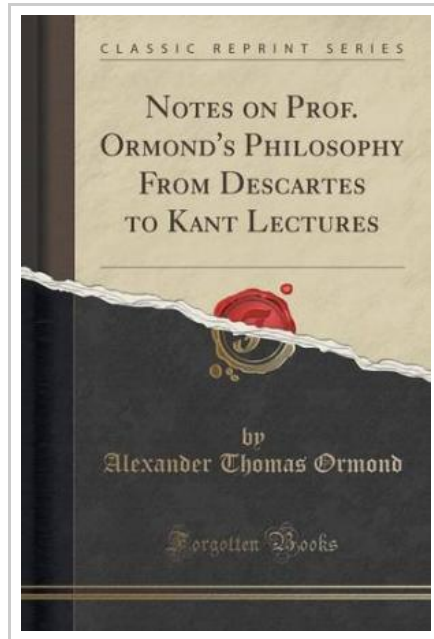 CLASSIC REPRINT SERIES
NOTES ON PROF.
ORMOND'S PHILOSOPHY
FROM DESCARTES
TO KANT LECTURES
by
Alexander Thomas Ormond
Forgotten Books